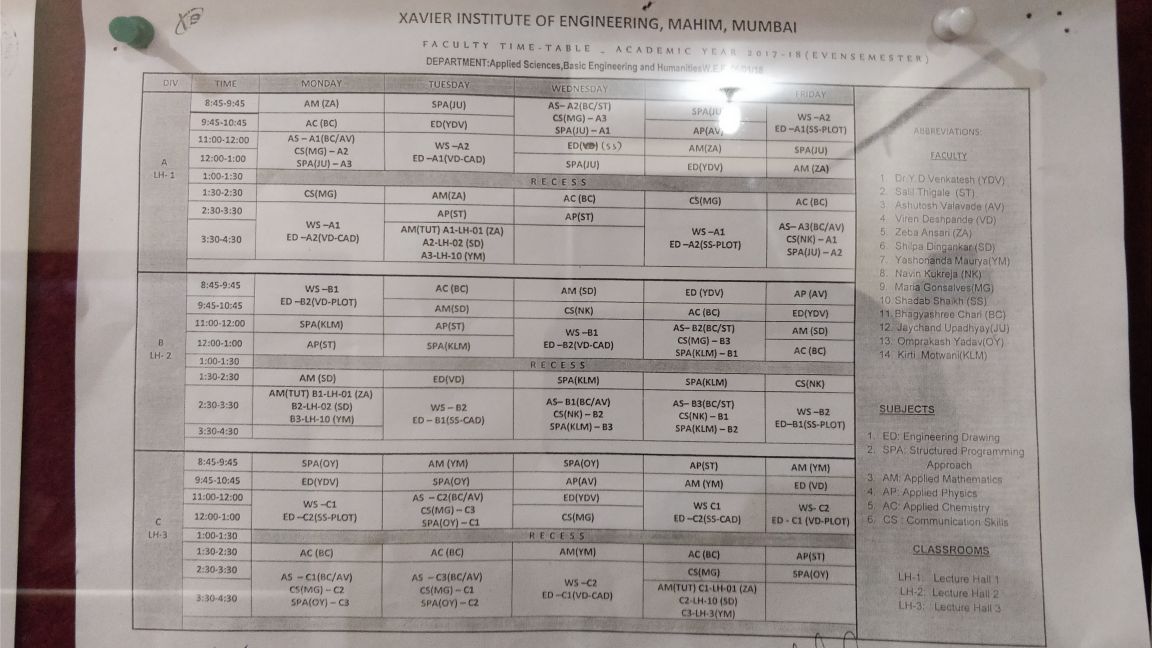 XAVIER INSTITUTE OF ENGINEERING, MAHIM, MUMBAI
FACULTY TIME-TABLE _ ACADEMIC YEAR 2017-18(EVENSEMESTER)
DEPARTMENT:Applied Sciences,Basic Engineering and HumanitiesW.E.F.
DIV TIME MONDAY TUESDAY WEDNESDAY FRIDAY
A
LH- 1
8:45-9:45 AM (ZA) SPA(JU) AS- A2(BC/ST)
CS(MG) – A3
SPA(JU) – A1
WS –A2
ED –A1(SS-PLOT)
9:45-10:45 AC (BC) ED(YDV) AP(AV)
11:00-12:00 AS – A1(BC/AV)
CS(MG) – A2
SPA(JU) – A3
WS –A2
ED –A1(VD-CAD)
(SS) AM(ZA) SPA(JU)
12:00-1:00 SPA(JU) ED(YDV) AM (ZA)
1:00-1:30 RECESS
1:30-2:30 CS(MG) AM(ZA) AC (BC) CS(MG) AC (BC)
2:30-3:30 WS –A1
ED –A2(VD-CAD)
AP(ST) AP(ST) WS –A1
ED –A2(SS-PLOT)
AS– A3(BC/AV)
CS(NK) – A1
SPA(JU) – A2
3:30-4:30 AM(TUT) A1-LH-01 (ZA)
A2-LH-02 (SD)
A3-LH-10 (YM)
B
LH- 2
8:45-9:45 WS –B1
ED –B2(VD-PLOT)
AC (BC) AM (SD) ED (YDV) AP (AV)
9:45-10:45 AM(SD) CS(NK) AC (BC) ED(YDV)
11:00-12:00 SPA(KLM) AP(ST) WS –B1
ED –B2(VD-CAD)
AS– B2(BC/ST)
CS(MG) – B3
SPA(KLM) – B1
AM (SD)
12:00-1:00 AP(ST) SPA(KLM) AC (BC)
1:00-1:30 RECESS
1:30-2:30 AM (SD) ED(VD) SPA(KLM) SPA(KLM) CS(NK)
2:30-3:30 AM(TUT) B1-LH-01 (ZA)
B2-LH-02 (SD)
B3-LH-10 (YM)
WS – B2
ED – B1(SS-CAD)
AS– B1(BC/AV)
CS(NK) – B2
SPA(KLM) – B3
AS– B3(BC/ST)
CS(NK) – B1
SPA(KLM) – B2
WS –B2
ED–B1(SS-PLOT)
3:30-4:30
C
LH-3
8:45-9:45 SPA(OY) AM (YM) SPA(OY) AP(ST) AM (YM)
9:45-10:45 ED(YDV) SPA(OY) AP(AV) AM (YM) ED (VD)
11:00-12:00 WS –C1
ED –C2(SS-PLOT)
AS – C2(BC/AV)
CS(MG) – C3
SPA(OY) – C1
ED(YDV) WS C1
ED –C2(SS-CAD)
WS- C2
ED - C1 (VD-PLOT)
12:00-1:00 CS(MG)
1:00-1:30 RECESS
1:30-2:30 AC (BC) AC (BC) AM(YM) AC (BC) AP(ST)
2:30-3:30 AS – C1(BC/AV)
CS(MG) – C2
SPA(OY) – C3
AS – C3(BC/AV)
CS(MG) – C1
SPA(OY) – C2
WS –C2
ED –C1(VD-CAD)
CS(MG) SPA(OY)
3:30-4:30 AM(TUT) C1-LH-01 (ZA)
C2-LH-10 (SD)
C3-LH-3(YM)
ABBREVIATIONS:
FACULTY
1. Dr.Y.D.Venkatesh (YDV)
2. Salil Thigale (ST)
3. Ashutosh Valavade (AV)
4. Viren Deshpande (VD)
5. Zeba Ansari (ZA)
6. Shilpa Dingankar(SD)
7. Yashonanda Maurya(YM)
8. Navin Kukreja (NK)
9. Maria Gonsalves(MG)
10. Shadab Shaikh (SS)
11. Bhagyashree Chari (BC)
12. Jaychand Upadhyay(JU)
13. Omprakash Yadav(OY)
14. Kirti Motwani(KLM)
SUBJECTS
1. ED: Engineering Drawing
2. SPA: Structured Programming
Approach
3. AM: Applied Mathematics
4. AP: Applied Physics
5. AC: Applied Chemistry
6. CS : Communication Skills
CLASSROOMS
LH-1. Lecture Hall 1
LH-2. Lecture Hall 2
LH-3. Lecture Hall 3